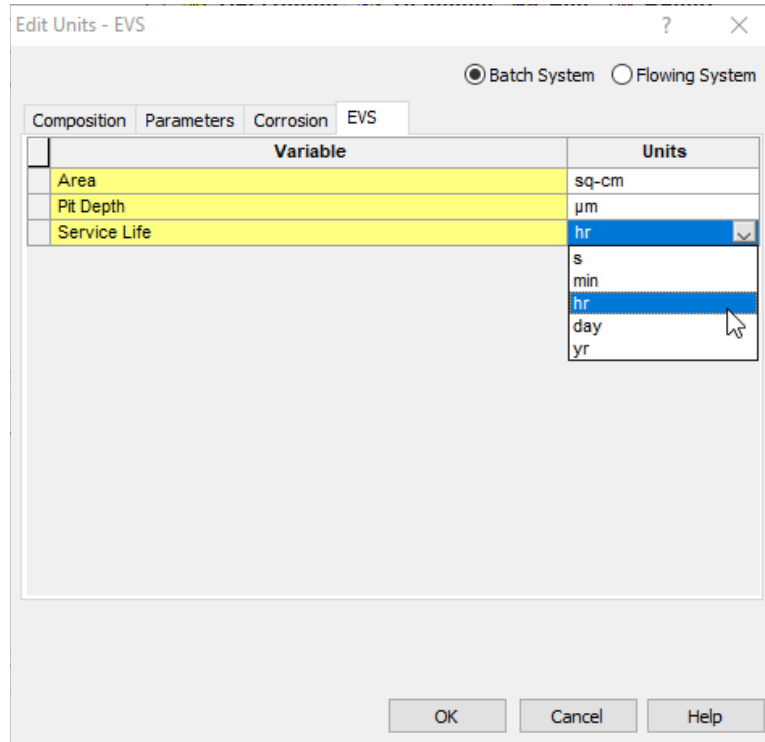 Edit Units - EVS ?
Batch System Flowing System
Composition Parameters Corrosion EVS
Variable Units
Area sq-cm
Pit Depth µm
Service Life hr
s
min
hr
day
yr
OK Cancel Help